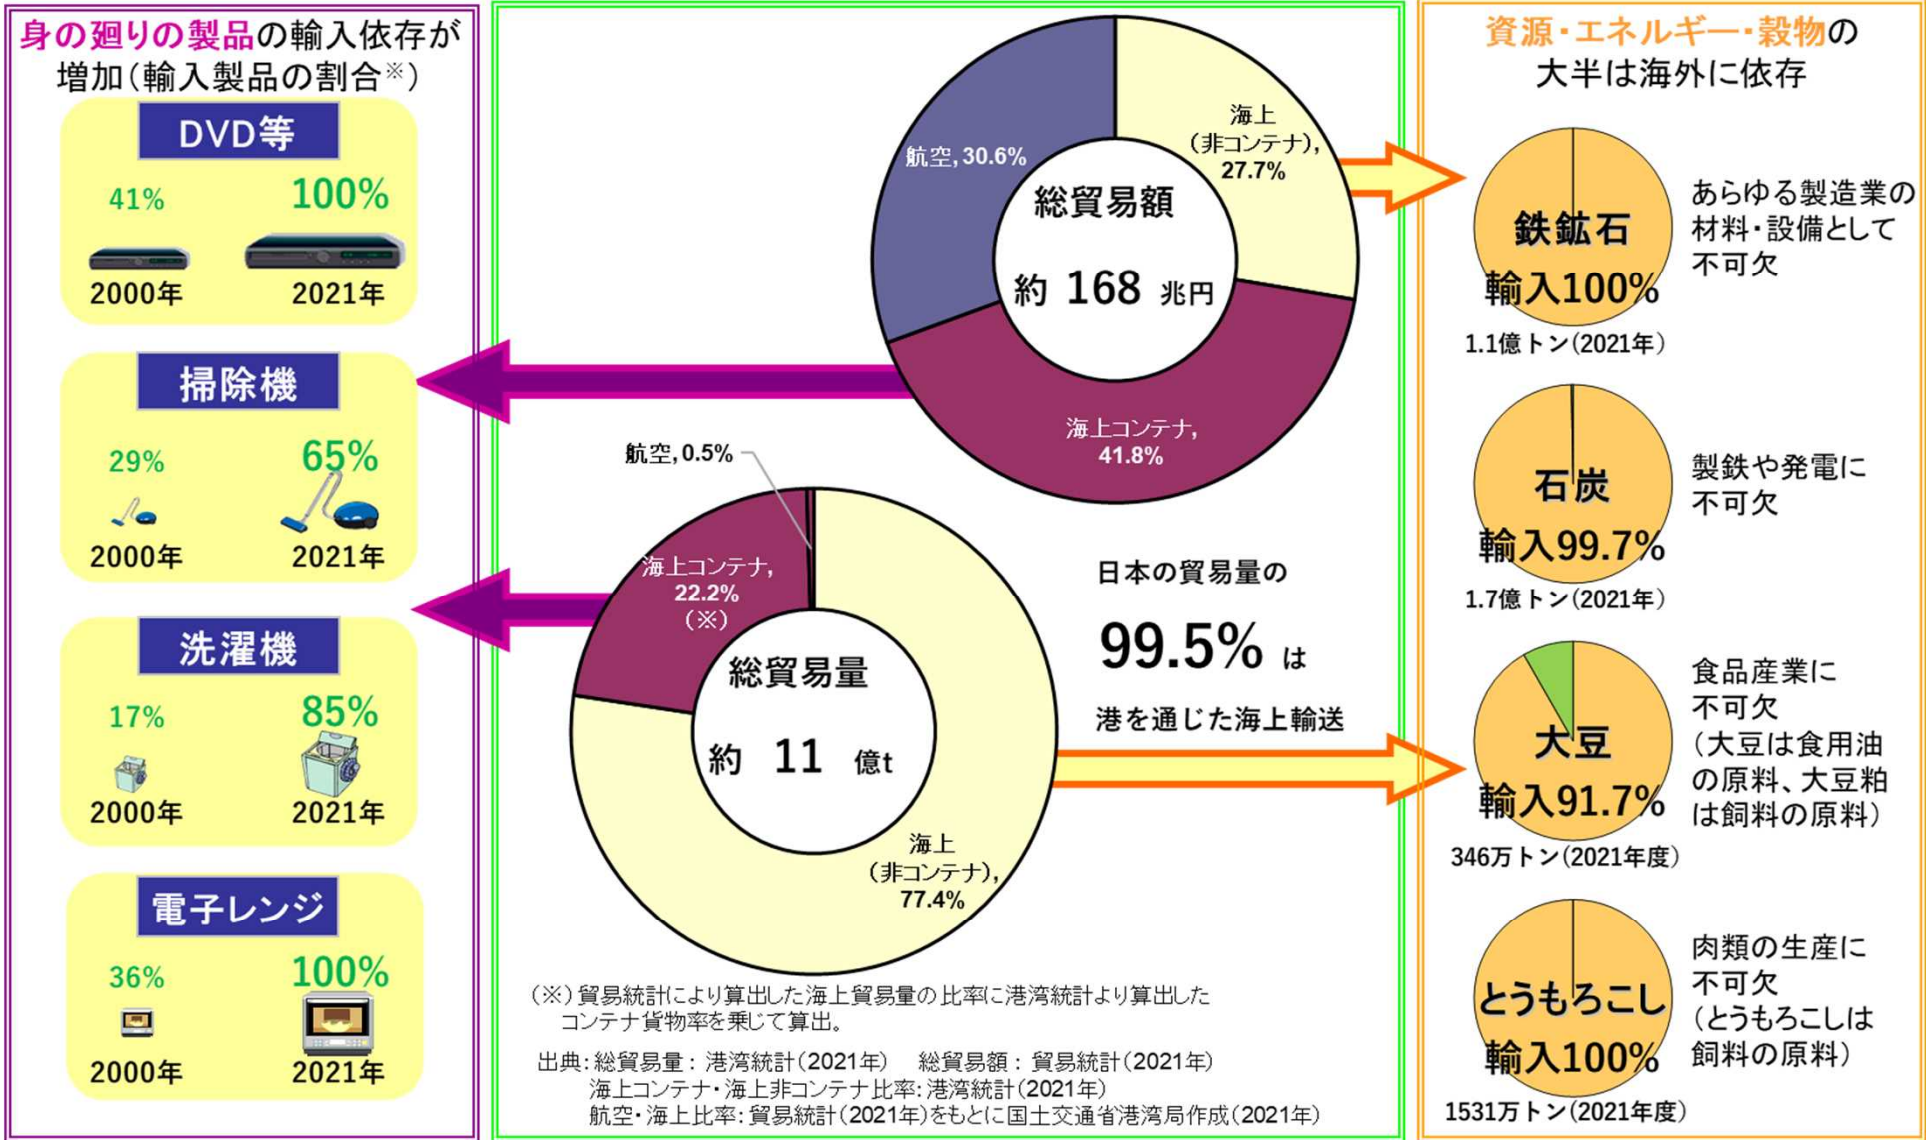 身の廻りの製品の輸入依存が
増加（輸入製品の割合※）
DVD等
41%
100%
2000年
2021年
掃除機
29%
65%
2000年
2021年
洗濯機
17%
85%
2000年
2021年
電子レンジ
36%
100%
2000年
2021年
航空, 30.6%
海上
（非コンテナ）,
27.7%
総貿易額
約 168 兆円
海上コンテナ,
41.8%
航空, 0.5%
海上コンテナ,
22.2%
（※）
総貿易量
約 11 億t
海上
（非コンテナ）,
77.4%
日本の貿易量の
99.5% は
港を通じた海上輸送
（※）貿易統計により算出した海上貿易量の比率に港湾統計より算出した
コンテナ貨物率を乗じて算出。
出典：総貿易量：港湾統計（2021年）　総貿易額：貿易統計（2021年）
海上コンテナ・海上非コンテナ比率：港湾統計（2021年）
航空・海上比率：貿易統計（2021年）をもとに国土交通省港湾局作成（2021年）
資源・エネルギー・穀物の
大半は海外に依存
鉄鉱石
輸入100%
1.1億トン（2021年）
あらゆる製造業の
材料・設備として
不可欠
石炭
輸入99.7%
1.7億トン（2021年）
製鉄や発電に
不可欠
大豆
輸入91.7%
346万トン（2021年度）
食品産業に
不可欠
（大豆は食用油
の原料、大豆粕
は飼料の原料）
とうもろこし
輸入100%
1531万トン（2021年度）
肉類の生産に
不可欠
（とうもろこしは
飼料の原料）